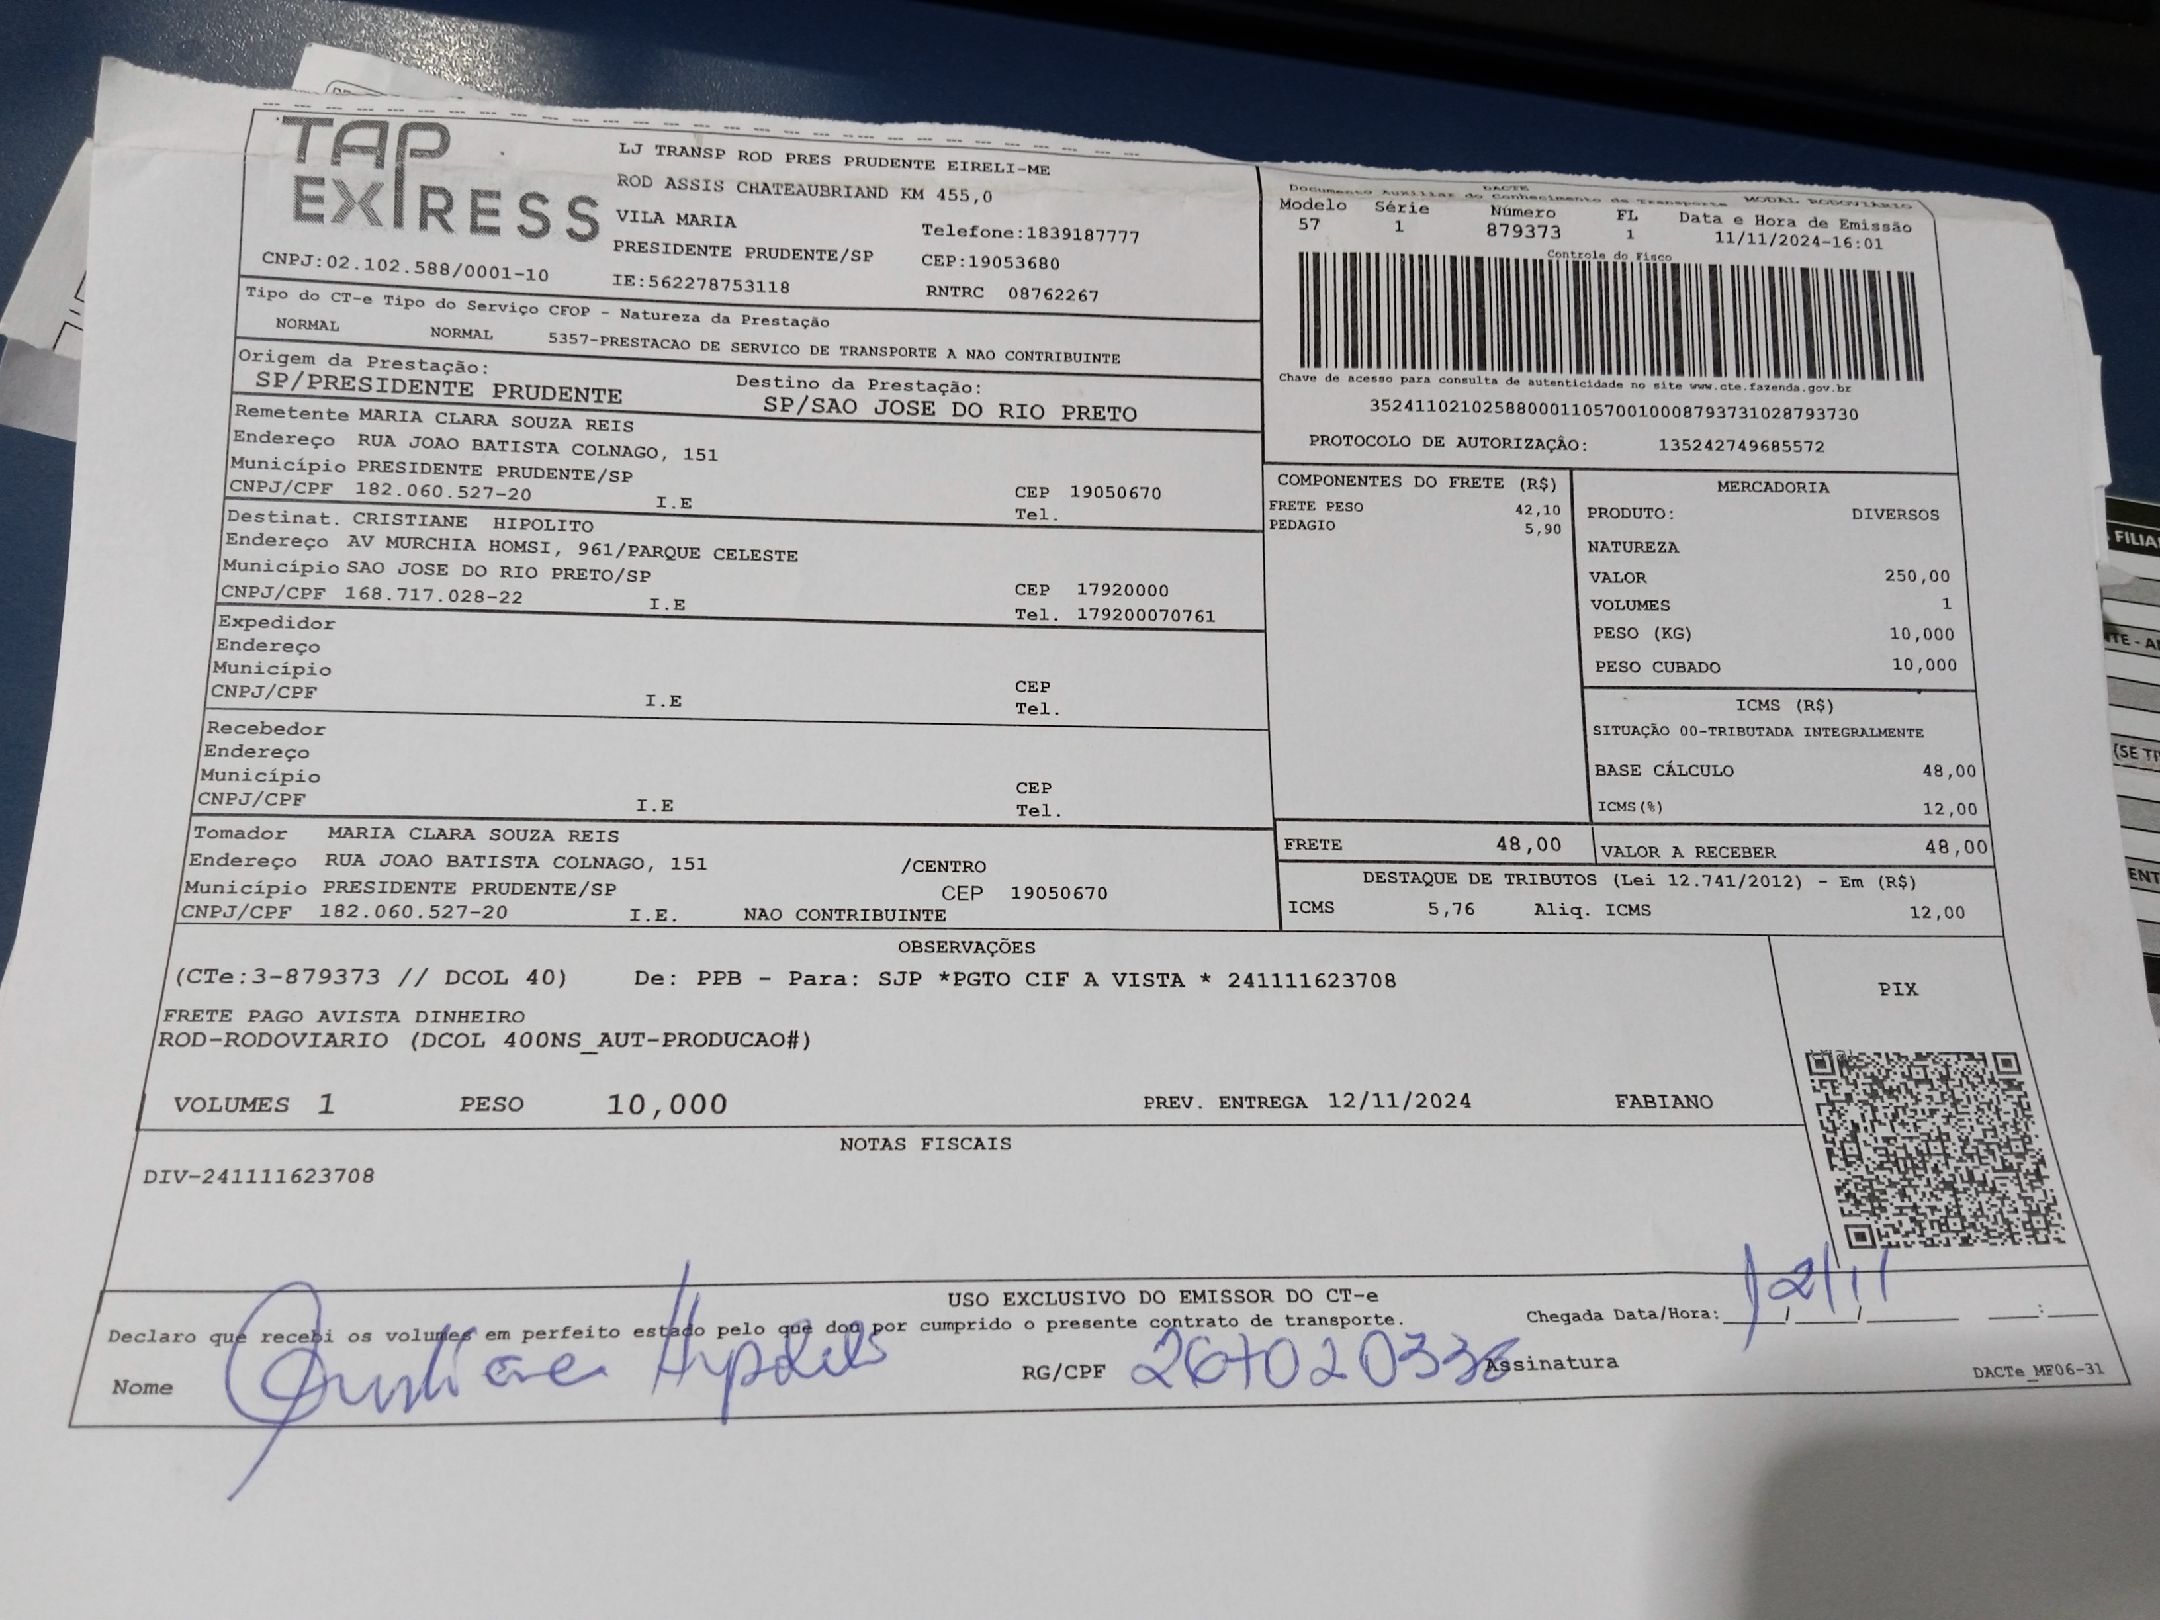 TAP
EXPRESS
LJ TRANSP ROD PRES PRUDENTE EIRELI-ME
ROD ASSIS CHATEAUBRIAND KM 455,0
VILA MARIA
Telefone:1839187777
PRESIDENTE PRUDENTE/SP CEP:19053680
CNPJ:02.102.588/0001-10 IE:562278753118 RNTRC 08762267
DACTE MODAL RODOVIÁRIO
Documento Auxiliar do Conhecimento de Transporte
Modelo Série Número FL Data e Hora de Emissão
57 1 879373 1 11/11/2024-16:01
Controle do Fisco
Chave de acesso para consulta de autenticidade no site www.cte.fazenda.gov.br
35241102102588000110570010008793731028793730
PROTOCOLO DE AUTORIZAÇÃO: 135242749685572
Tipo do CT-e Tipo do Serviço CFOP - Natureza da Prestação
NORMAL NORMAL 5357-PRESTACAO DE SERVICO DE TRANSPORTE A NAO CONTRIBUINTE
Origem da Prestação: Destino da Prestação:
SP/PRESIDENTE PRUDENTE SP/SAO JOSE DO RIO PRETO
Remetente MARIA CLARA SOUZA REIS
Endereço RUA JOAO BATISTA COLNAGO, 151
Município PRESIDENTE PRUDENTE/SP CEP 19050670
CNPJ/CPF 182.060.527-20 I.E Tel.
Destinat. CRISTIANE HIPOLITO
Endereço AV MURCHIA HOMSI, 961/PARQUE CELESTE
Município SAO JOSE DO RIO PRETO/SP CEP 17920000
CNPJ/CPF 168.717.028-22 I.E Tel. 179200070761
Expedidor
Endereço
Município CEP
CNPJ/CPF I.E Tel.
Recebedor
Endereço
Município CEP
CNPJ/CPF I.E Tel.
Tomador MARIA CLARA SOUZA REIS
Endereço RUA JOAO BATISTA COLNAGO, 151 /CENTRO
Município PRESIDENTE PRUDENTE/SP CEP 19050670
CNPJ/CPF 182.060.527-20 I.E. NAO CONTRIBUINTE
COMPONENTES DO FRETE (R$)
FRETE PESO 42,10
PEDAGIO 5,90
MERCADORIA
PRODUTO: DIVERSOS
NATUREZA
VALOR 250,00
VOLUMES 1
PESO (KG) 10,000
PESO CUBADO 10,000
ICMS (R$)
SITUAÇÃO 00-TRIBUTADA INTEGRALMENTE
BASE CÁLCULO 48,00
ICMS(%) 12,00
FRETE 48,00 VALOR A RECEBER 48,00
DESTAQUE DE TRIBUTOS (Lei 12.741/2012) - Em (R$)
ICMS 5,76 Aliq. ICMS 12,00
OBSERVAÇÕES
(CTe:3-879373 // DCOL 40) De: PPB - Para: SJP *PGTO CIF A VISTA * 241111623708
FRETE PAGO AVISTA DINHEIRO
ROD-RODOVIARIO (DCOL 400NS_AUT-PRODUCAO#)
PIX
VOLUMES 1 PESO 10,000 PREV. ENTREGA 12/11/2024 FABIANO
NOTAS FISCAIS
DIV-241111623708
USO EXCLUSIVO DO EMISSOR DO CT-e
Declaro que recebi os volumes em perfeito estado pelo que dou por cumprido o presente contrato de transporte.
Chegada Data/Hora: 12/11
Nome Cristiane Hipolito RG/CPF 267020336 Assinatura
DACTe_MF06-31
FILIA